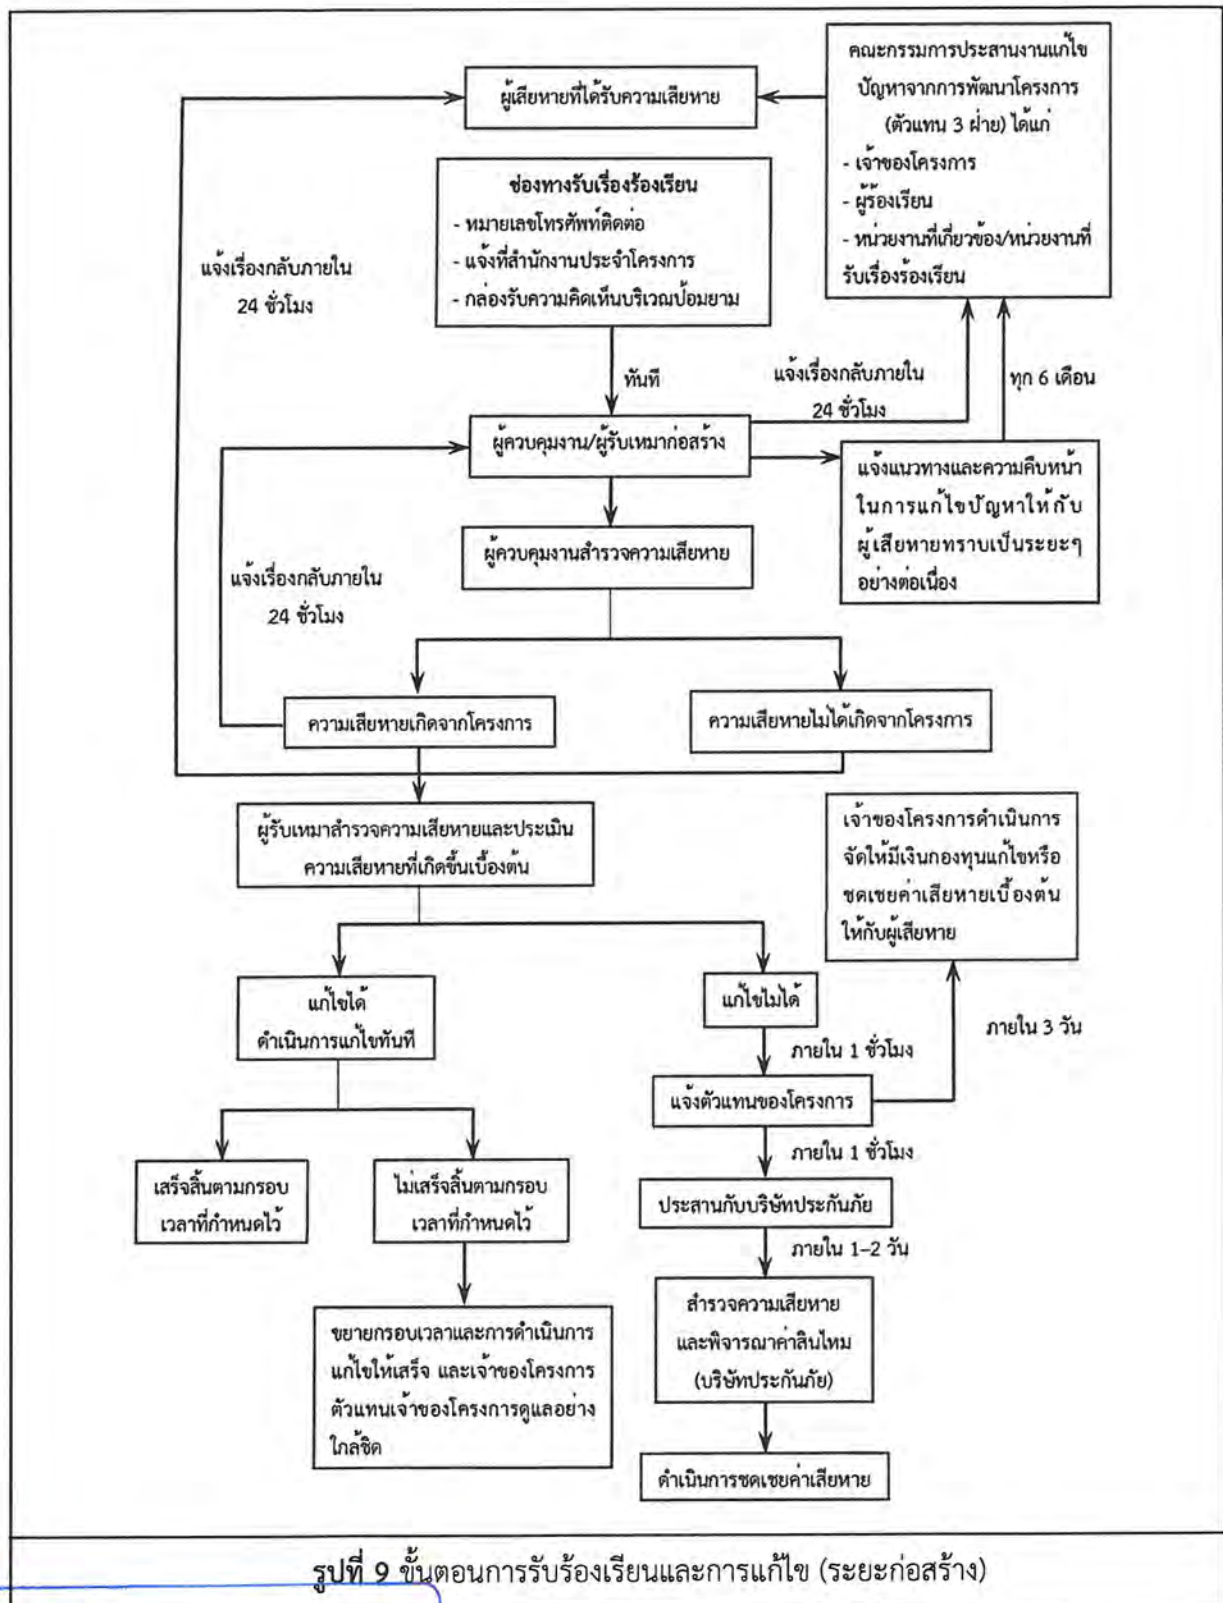 ผู้เสียหายที่ได้รับความเสียหาย
คณะกรรมการประสานงานแก้ไข
ปัญหาจากการพัฒนาโครงการ
(ตัวแทน 3 ฝ่าย) ได้แก่
- เจ้าของโครงการ
- ผู้ร้องเรียน
- หน่วยงานที่เกี่ยวข้อง/หน่วยงานที่
รับเรื่องร้องเรียน
ช่องทางรับเรื่องร้องเรียน
- หมายเลขโทรศัพท์ติดต่อ
- แจ้งที่สำนักงานประจำโครงการ
- กล่องรับความคิดเห็นบริเวณป้อมยาม
แจ้งเรื่องกลับภายใน
24 ชั่วโมง
ทันที
แจ้งเรื่องกลับภายใน
24 ชั่วโมง
ทุก 6 เดือน
ผู้ควบคุมงาน/ผู้รับเหมาก่อสร้าง
แจ้งแนวทางและความคืบหน้า
ในการแก้ไขปัญหาให้กับ
ผู้เสียหายทราบเป็นระยะๆ
อย่างต่อเนื่อง
ผู้ควบคุมงานสำรวจความเสียหาย
แจ้งเรื่องกลับภายใน
24 ชั่วโมง
ความเสียหายเกิดจากโครงการ
ความเสียหายไม่ได้เกิดจากโครงการ
ผู้รับเหมาสำรวจความเสียหายและประเมิน
ความเสียหายที่เกิดขึ้นเบื้องต้น
เจ้าของโครงการดำเนินการ
จัดให้มีเงินกองทุนแก้ไขหรือ
ชดเชยค่าเสียหายเบื้องต้น
ให้กับผู้เสียหาย
แก้ไขได้
ดำเนินการแก้ไขทันที
แก้ไขไม่ได้
ภายใน 1 ชั่วโมง
ภายใน 3 วัน
แจ้งตัวแทนของโครงการ
ภายใน 1 ชั่วโมง
เสร็จสิ้นตามกรอบ
เวลาที่กำหนดไว้
ไม่เสร็จสิ้นตามกรอบ
เวลาที่กำหนดไว้
ประสานกับบริษัทประกันภัย
ภายใน 1–2 วัน
ขยายกรอบเวลาและการดำเนินการ
แก้ไขให้เสร็จ และเจ้าของโครงการ
ตัวแทนเจ้าของโครงการดูแลอย่าง
ใกล้ชิด
สำรวจความเสียหาย
และพิจารณาค่าสินไหม
(บริษัทประกันภัย)
ดำเนินการชดเชยค่าเสียหาย
รูปที่ 9 ขั้นตอนการรับร้องเรียนและการแก้ไข (ระยะก่อสร้าง)